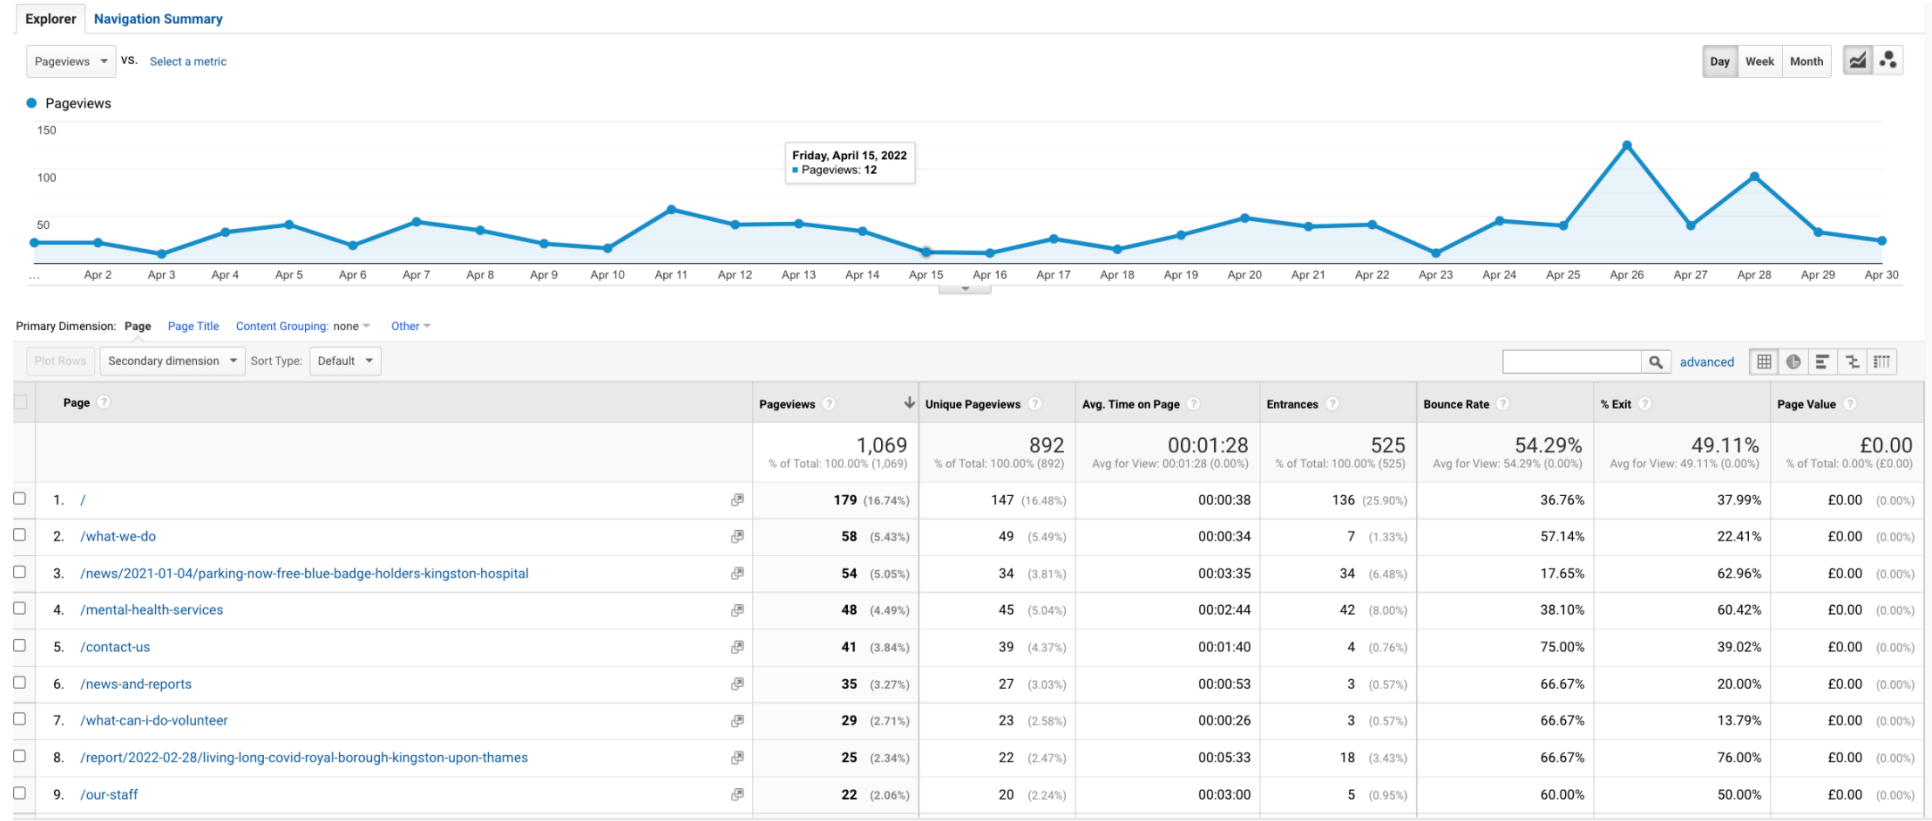 Explorer Navigation Summary
Pageviews VS. Select a metric Day Week Month
Pageviews
150
100
50
Friday, April 15, 2022
Pageviews: 12
... Apr 2 Apr 3 Apr 4 Apr 5 Apr 6 Apr 7 Apr 8 Apr 9 Apr 10 Apr 11 Apr 12 Apr 13 Apr 14 Apr 15 Apr 16 Apr 17 Apr 18 Apr 19 Apr 20 Apr 21 Apr 22 Apr 23 Apr 24 Apr 25 Apr 26 Apr 27 Apr 28 Apr 29 Apr 30
Primary Dimension: Page Page Title Content Grouping: none Other
Plot Rows Secondary dimension Sort Type: Default advanced
Page ? Pageviews ? Unique Pageviews ? Avg. Time on Page ? Entrances ? Bounce Rate ? % Exit ? Page Value ?
1,069 892 00:01:28 525 54.29% 49.11% £0.00
% of Total: 100.00% (1,069) % of Total: 100.00% (892) Avg for View: 00:01:28 (0.00%) % of Total: 100.00% (525) Avg for View: 54.29% (0.00%) Avg for View: 49.11% (0.00%) % of Total: 0.00% (£0.00)
1. / 179 (16.74%) 147 (16.48%) 00:00:38 136 (25.90%) 36.76% 37.99% £0.00 (0.00%)
2. /what-we-do 58 (5.43%) 49 (5.49%) 00:00:34 7 (1.33%) 57.14% 22.41% £0.00 (0.00%)
3. /news/2021-01-04/parking-now-free-blue-badge-holders-kingston-hospital 54 (5.05%) 34 (3.81%) 00:03:35 34 (6.48%) 17.65% 62.96% £0.00 (0.00%)
4. /mental-health-services 48 (4.49%) 45 (5.04%) 00:02:44 42 (8.00%) 38.10% 60.42% £0.00 (0.00%)
5. /contact-us 41 (3.84%) 39 (4.37%) 00:01:40 4 (0.76%) 75.00% 39.02% £0.00 (0.00%)
6. /news-and-reports 35 (3.27%) 27 (3.03%) 00:00:53 3 (0.57%) 66.67% 20.00% £0.00 (0.00%)
7. /what-can-i-do-volunteer 29 (2.71%) 23 (2.58%) 00:00:26 3 (0.57%) 66.67% 13.79% £0.00 (0.00%)
8. /report/2022-02-28/living-long-covid-royal-borough-kingston-upon-thames 25 (2.34%) 22 (2.47%) 00:05:33 18 (3.43%) 66.67% 76.00% £0.00 (0.00%)
9. /our-staff 22 (2.06%) 20 (2.24%) 00:03:00 5 (0.95%) 60.00% 50.00% £0.00 (0.00%)